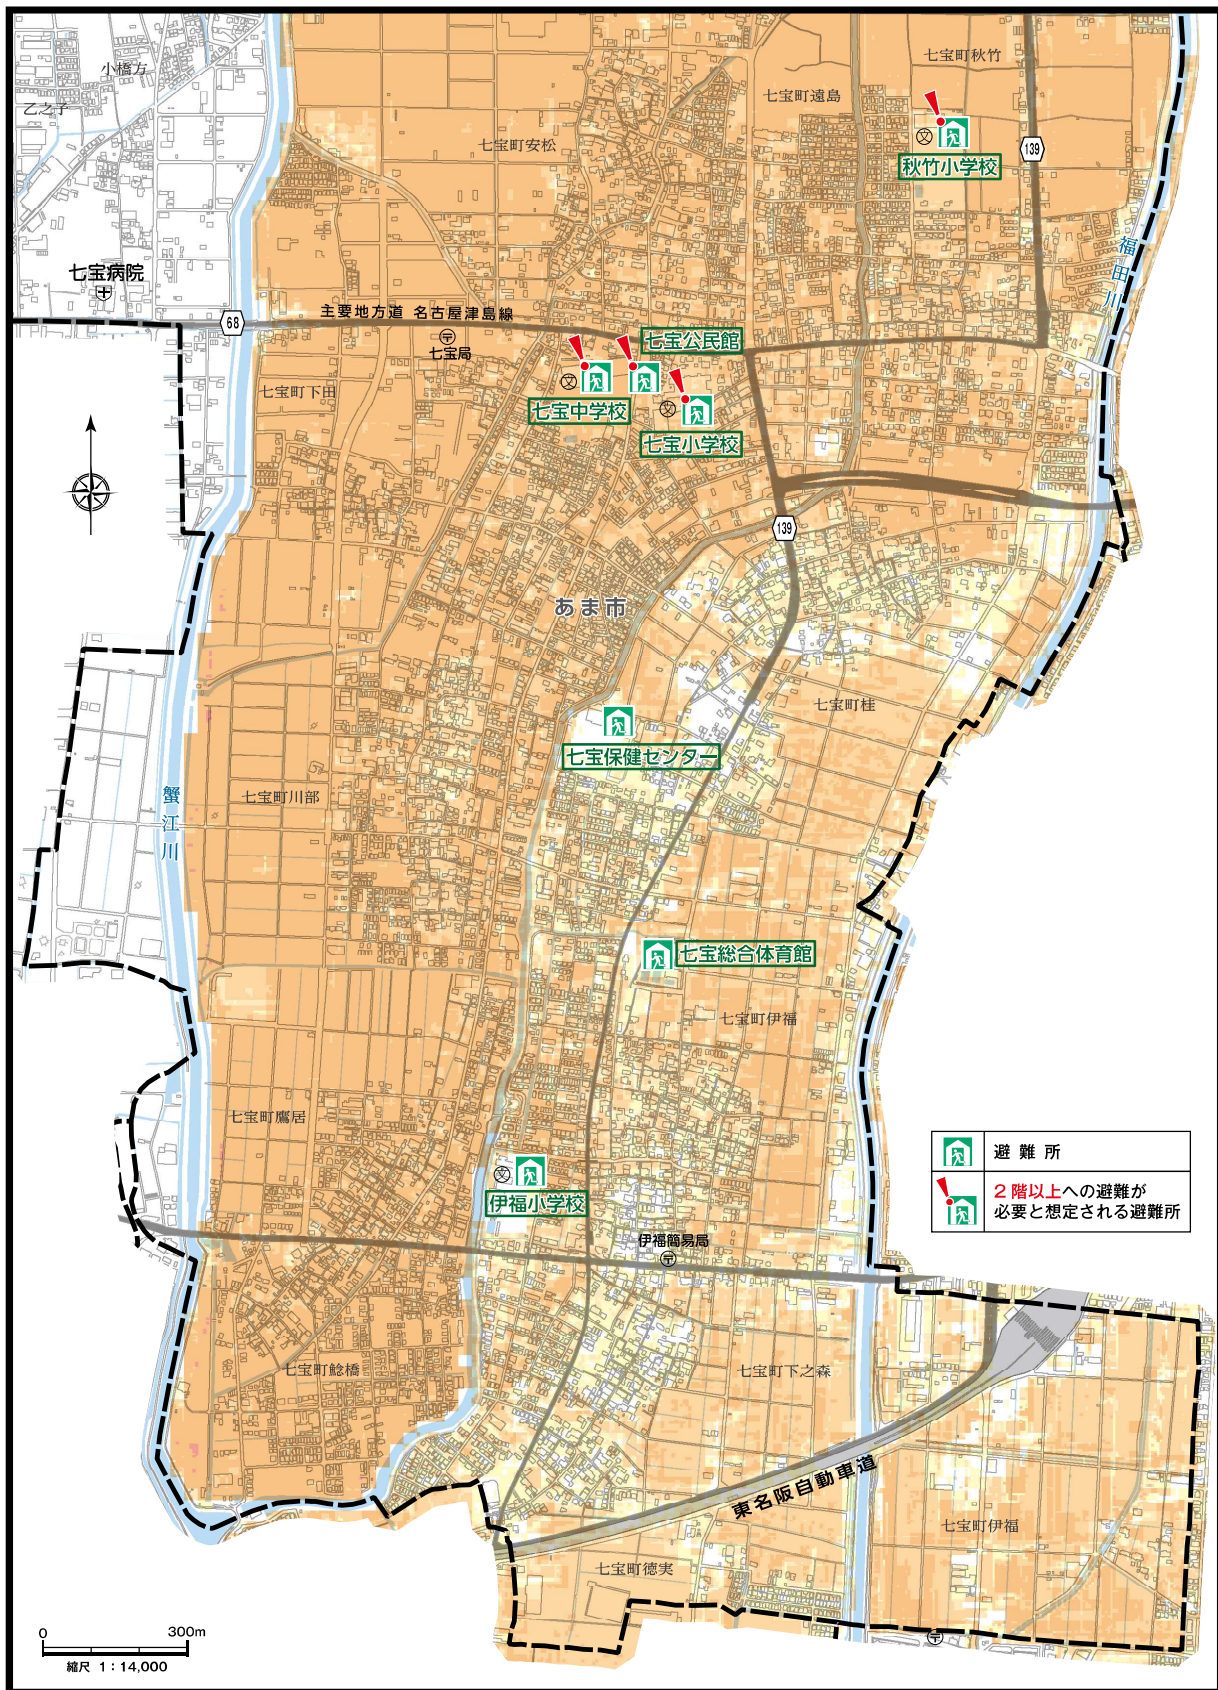 小橋方
乙之子
七宝町秋竹
七宝町遠島
七宝町安松
文
139
秋竹小学校
福田川
七宝病院
68
主要地方道 名古屋津島線
七宝局
七宝公民館
七宝町下田
文
七宝中学校
文
七宝小学校
139
あま市
七宝町桂
七宝保健センター
蟹江川
七宝町川部
七宝総合体育館
七宝町伊福
七宝町鷹居
避難所
文
伊福小学校
2階以上への避難が
必要と想定される避難所
伊福簡易局
七宝町鯰橋
七宝町下之森
東名阪自動車道
七宝町伊福
七宝町徳実
0 300m
縮尺 1:14,000